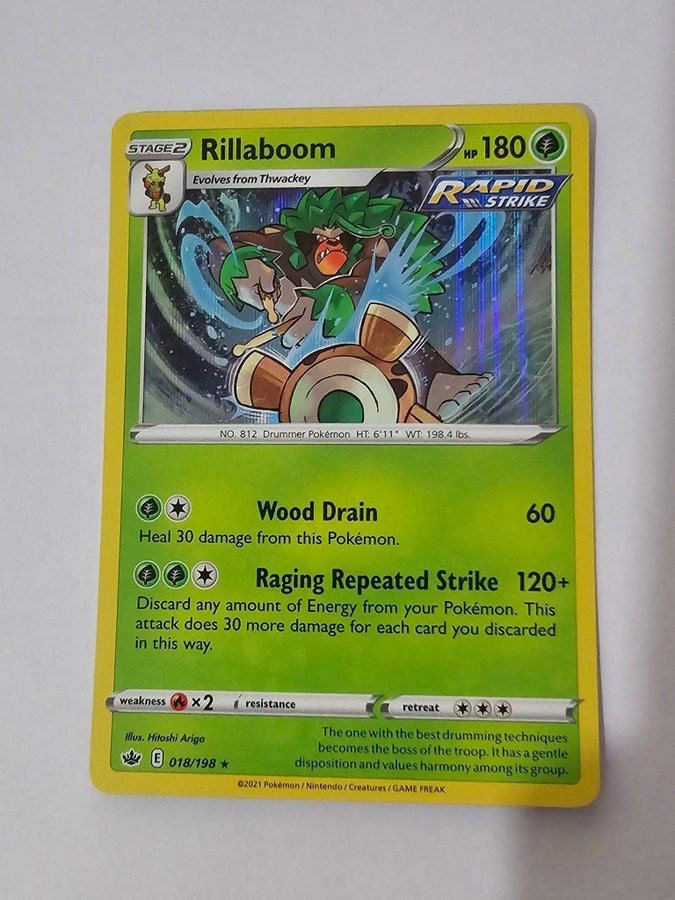 STAGE 2 Rillaboom HP 180
Evolves from Thwackey
RAPID
STRIKE
NO. 812 Drummer Pokémon HT: 6'11" WT: 198.4 lbs.
Wood Drain 60
Heal 30 damage from this Pokémon.
Raging Repeated Strike 120+
Discard any amount of Energy from your Pokémon. This
attack does 30 more damage for each card you discarded
in this way.
weakness ×2 resistance retreat
Illus. Hitoshi Ariga
The one with the best drumming techniques
becomes the boss of the troop. It has a gentle
disposition and values harmony among its group.
E 018/198 ★
©2021 Pokémon / Nintendo / Creatures / GAME FREAK